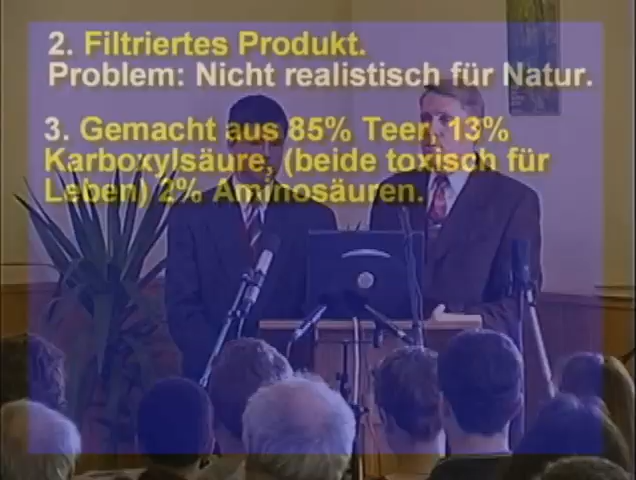 2. Filtriertes Produkt.
Problem: Nicht realistisch für Natur.
3. Gemacht aus 85% Teer, 13%
Karboxylsäure, (beide toxisch für
Leben) 2% Aminosäuren.